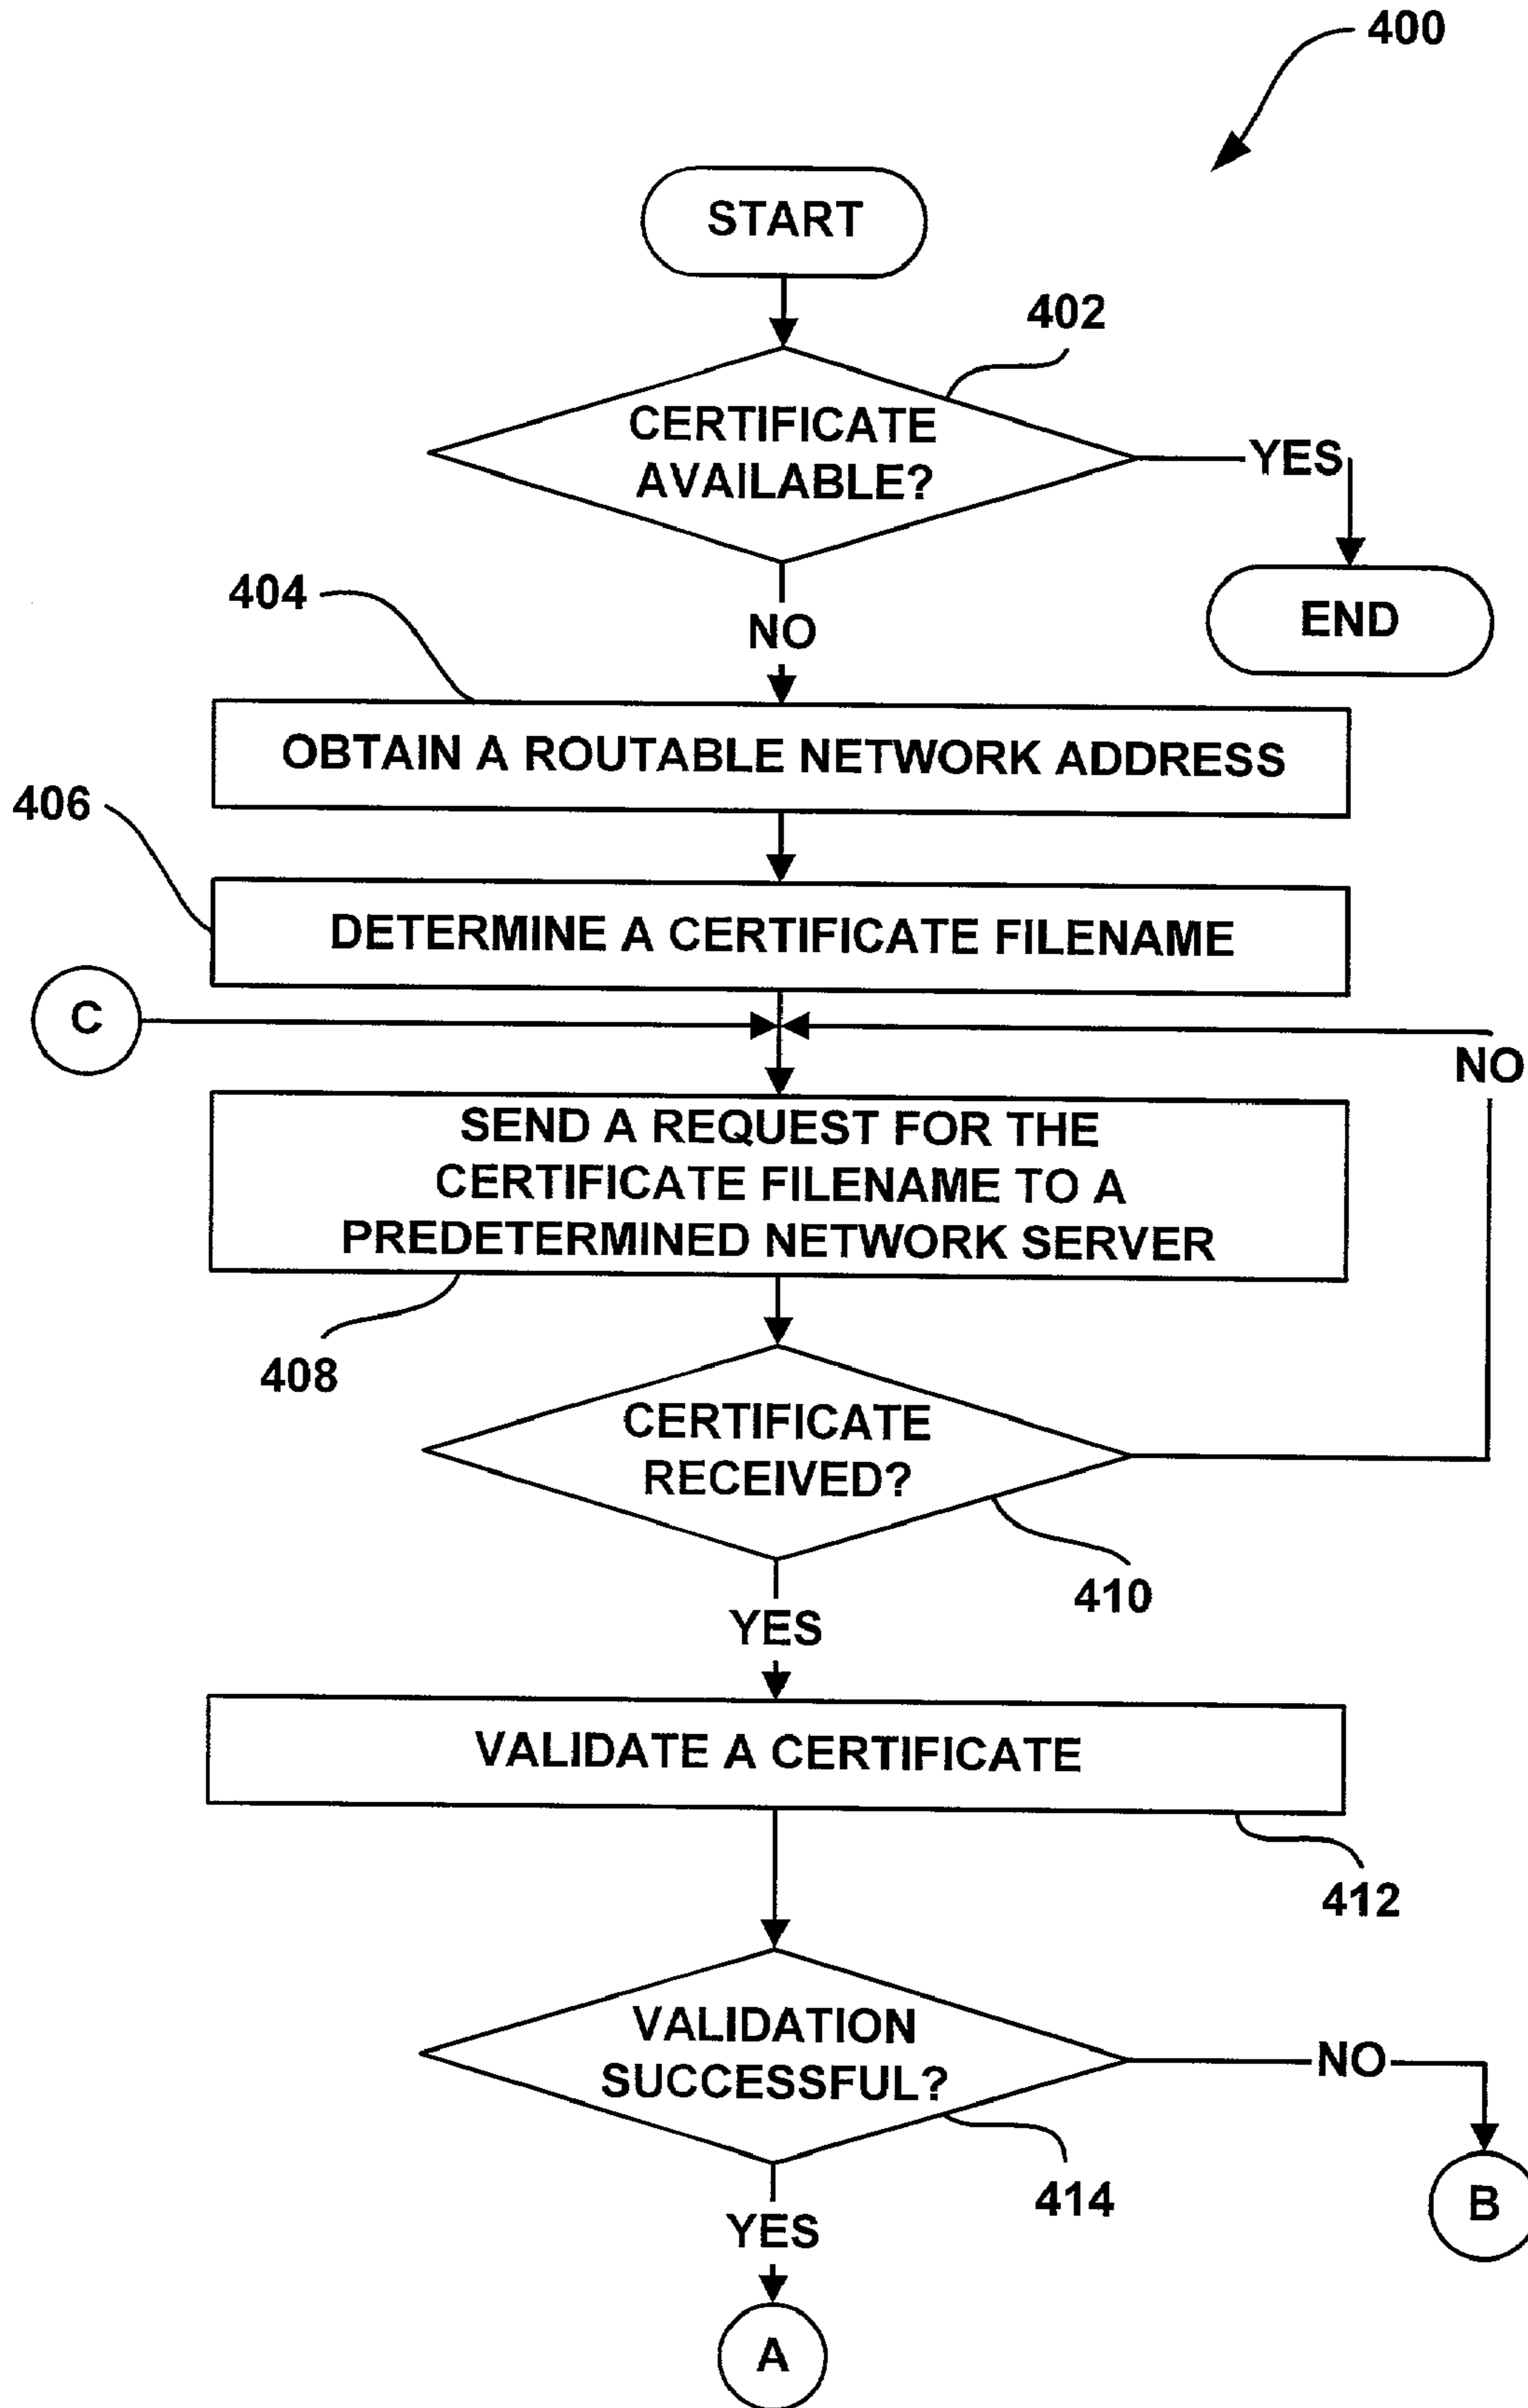 400
START
402
CERTIFICATE
AVAILABLE?
YES
404
NO
END
OBTAIN A ROUTABLE NETWORK ADDRESS
406
DETERMINE A CERTIFICATE FILENAME
C
NO
SEND A REQUEST FOR THE
CERTIFICATE FILENAME TO A
PREDETERMINED NETWORK SERVER
408
CERTIFICATE
RECEIVED?
410
YES
VALIDATE A CERTIFICATE
412
VALIDATION
SUCCESSFUL?
NO
414
B
YES
A